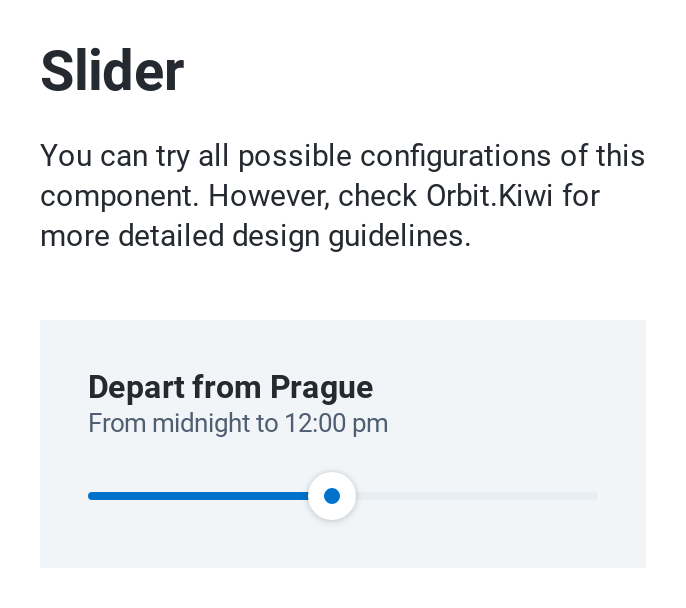 Slider
You can try all possible configurations of this
component. However, check Orbit.Kiwi for
more detailed design guidelines.
Depart from Prague
From midnight to 12:00 pm